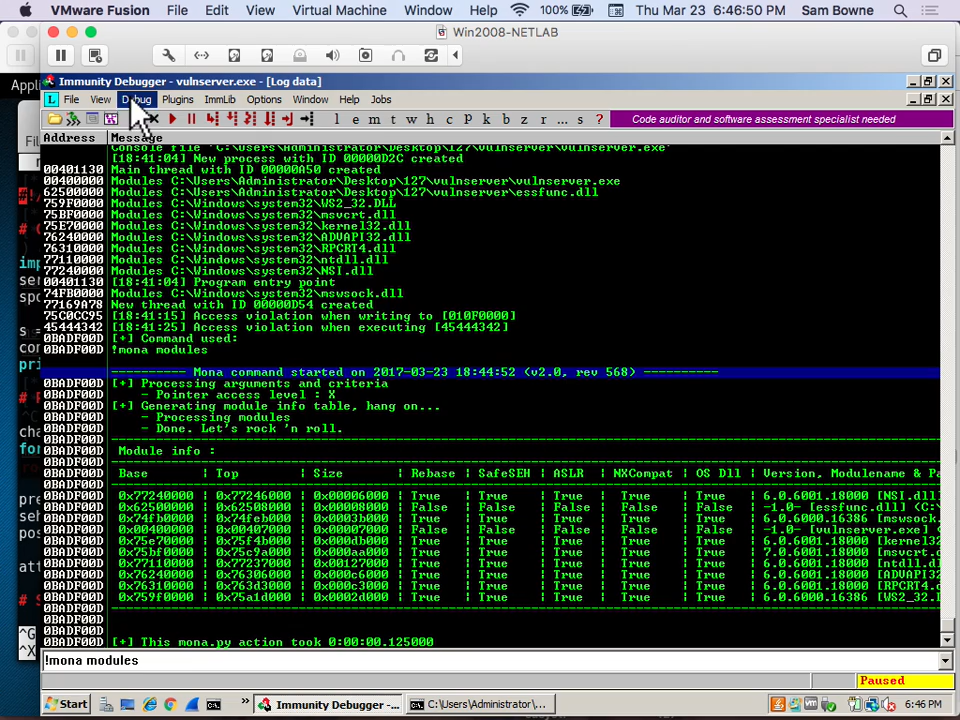 VMware Fusion File Edit View Virtual Machine Window Help 100% Thu Mar 23 6:46:50 PM Sam Bowne
Win2008-NETLAB
Immunity Debugger - vulnserver.exe - [Log data]
L File View Debug Plugins ImmLib Options Window Help Jobs
l e m t w h c p k b z r ... s ? Code auditor and software assessment specialist needed
Address Message
Console file 'C:\Users\Administrator\Desktop\127\vulnserver\vulnserver.exe'
[18:41:04] New process with ID 00000D2C created
00401130 Main thread with ID 00000A50 created
00400000 Modules C:\Users\Administrator\Desktop\127\vulnserver\vulnserver.exe
62500000 Modules C:\Users\Administrator\Desktop\127\vulnserver\essfunc.dll
759F0000 Modules C:\Windows\system32\WS2_32.DLL
75BF0000 Modules C:\Windows\system32\msvcrt.dll
75E70000 Modules C:\Windows\system32\kernel32.dll
76240000 Modules C:\Windows\system32\ADVAPI32.dll
76310000 Modules C:\Windows\system32\RPCRT4.dll
77110000 Modules C:\Windows\system32\ntdll.dll
77240000 Modules C:\Windows\system32\NSI.dll
00401130 [18:41:04] Program entry point
74FB0000 Modules C:\Windows\system32\mswsock.dll
77169A78 New thread with ID 00000D54 created
75C0CC95 [18:41:15] Access violation when writing to [010F0000]
45444342 [18:41:25] Access violation when executing [45444342]
0BADF00D [+] Command used:
0BADF00D !mona modules
---------- Mona command started on 2017-03-23 18:44:52 (v2.0, rev 568) ----------
0BADF00D [+] Processing arguments and criteria
0BADF00D - Pointer access level : X
0BADF00D [+] Generating module info table, hang on...
0BADF00D - Processing modules
0BADF00D - Done. Let's rock 'n roll.
0BADF00D
0BADF00D Module info :
0BADF00D
0BADF00D Base | Top | Size | Rebase | SafeSEH | ASLR | NXCompat | OS Dll | Version, Modulename & Pa
0BADF00D
0BADF00D 0x77240000 | 0x77246000 | 0x00006000 | True | True | True | True | True | 6.0.6001.18000 [NSI.dll]
0BADF00D 0x62500000 | 0x62508000 | 0x00008000 | False | False | False | False | False | -1.0- [essfunc.dll] (C:
0BADF00D 0x74fb0000 | 0x74feb000 | 0x0003b000 | True | True | True | True | True | 6.0.6000.16386 [mswsock.
0BADF00D 0x00400000 | 0x00407000 | 0x00007000 | False | False | False | False | False | -1.0- [vulnserver.exe] (
0BADF00D 0x75e70000 | 0x75f4b000 | 0x000db000 | True | True | True | True | True | 6.0.6001.18000 [kernel32
0BADF00D 0x75bf0000 | 0x75c9a000 | 0x000aa000 | True | True | True | True | True | 7.0.6001.18000 [msvcrt.d
0BADF00D 0x77110000 | 0x77237000 | 0x00127000 | True | True | True | True | True | 6.0.6001.18000 [ntdll.dl
0BADF00D 0x76240000 | 0x76306000 | 0x000c6000 | True | True | True | True | True | 6.0.6001.18000 [ADVAPI32
0BADF00D 0x76310000 | 0x763d3000 | 0x000c3000 | True | True | True | True | True | 6.0.6001.18000 [RPCRT4.d
0BADF00D 0x759f0000 | 0x75a1d000 | 0x0002d000 | True | True | True | True | True | 6.0.6001.18000 [WS2_32.D
0BADF00D
0BADF00D
0BADF00D [+] This mona.py action took 0:00:00.125000
!mona modules
Paused
Start Immunity Debugger -... C:\Users\Administrator\... 6:46 PM